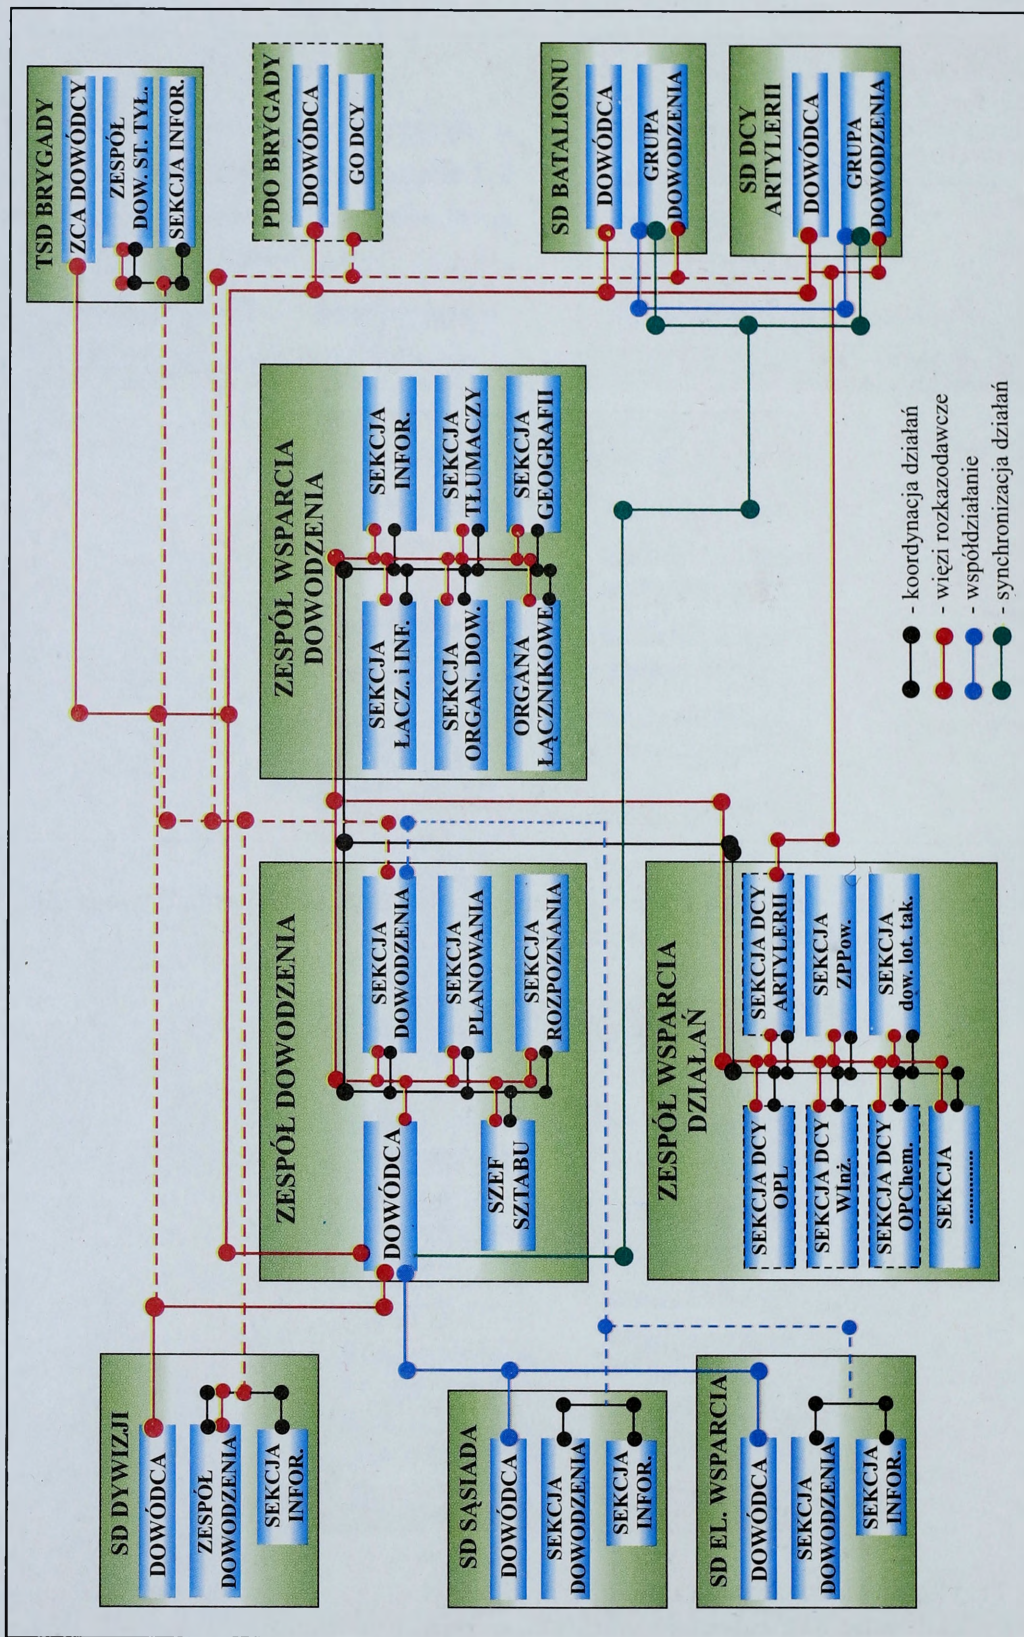 SD DYWIZJI
DOWÓDCA
ZESPÓŁ
DOWODZENIA
SEKCJA
INFOR.
SD SĄSIADA
DOWÓDCA
SEKCJA
DOWODZENIA
SEKCJA
INFOR.
SD EL. WSPARCIA
DOWÓDCA
SEKCJA
DOWODZENIA
SEKCJA
INFOR.
ZESPÓŁ DOWODZENIA
DOWÓDCA
SZEF
SZTABU
SEKCJA
DOWODZENIA
SEKCJA
PLANOWANIA
SEKCJA
ROZPOZNANIA
ZESPÓŁ WSPARCIA
DZIAŁAŃ
SEKCJA DCY
OPL
SEKCJA DCY
WInż.
SEKCJA DCY
OPChem.
SEKCJA
...............
SEKCJA DCY
ARTYLERII
SEKCJA
ZPPow.
SEKCJA
dow. lot. tak.
ZESPÓŁ WSPARCIA
DOWODZENIA
SEKCJA
ŁĄCZ. i INF.
SEKCJA
ORGAN. DOW.
ORGANA
ŁĄCZNIKOWE
SEKCJA
INFOR.
SEKCJA
TŁUMACZY
SEKCJA
GEOGRAFII
TSD BRYGADY
ZCA DOWÓDCY
ZESPÓŁ
DOW. ST. TYŁ.
SEKCJA INFOR.
PDO BRYGADY
DOWÓDCA
GO DCY
SD BATALIONU
DOWÓDCA
GRUPA
DOWODZENIA
SD DCY
ARTYLERII
DOWÓDCA
GRUPA
DOWODZENIA
- koordynacja działań
- więzi rozkazodawcze
- współdziałanie
- synchronizacja działań